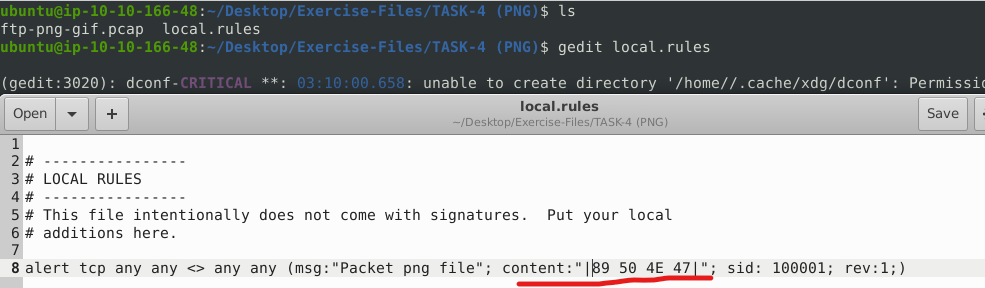 ubuntu@ip-10-10-166-48:~/Desktop/Exercise-Files/TASK-4 (PNG)$ ls
ftp-png-gif.pcap  local.rules
ubuntu@ip-10-10-166-48:~/Desktop/Exercise-Files/TASK-4 (PNG)$ gedit local.rules
(gedit:3020): dconf-CRITICAL **: 03:10:00.658: unable to create directory '/home//.cache/xdg/dconf': Permissi
Open + local.rules Save
~/Desktop/Exercise-Files/TASK-4 (PNG)
1
2 # ----------------
3 # LOCAL RULES
4 # ----------------
5 # This file intentionally does not come with signatures.  Put your local
6 # additions here.
7
8 alert tcp any any <> any any (msg:"Packet png file"; content:"|89 50 4E 47|"; sid: 100001; rev:1;)